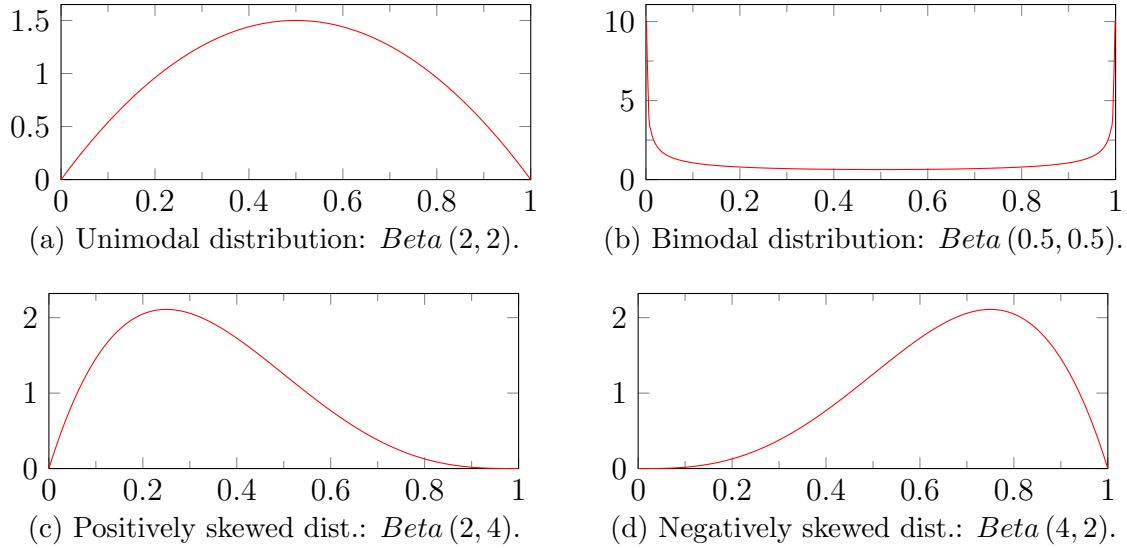 1.5
1
0.5
0
0 0.2 0.4 0.6 0.8 1
(a) Unimodal distribution: Beta (2, 2).
10
5
0
0 0.2 0.4 0.6 0.8 1
(b) Bimodal distribution: Beta (0.5, 0.5).
2
1
0
0 0.2 0.4 0.6 0.8 1
(c) Positively skewed dist.: Beta (2, 4).
2
1
0
0 0.2 0.4 0.6 0.8 1
(d) Negatively skewed dist.: Beta (4, 2).